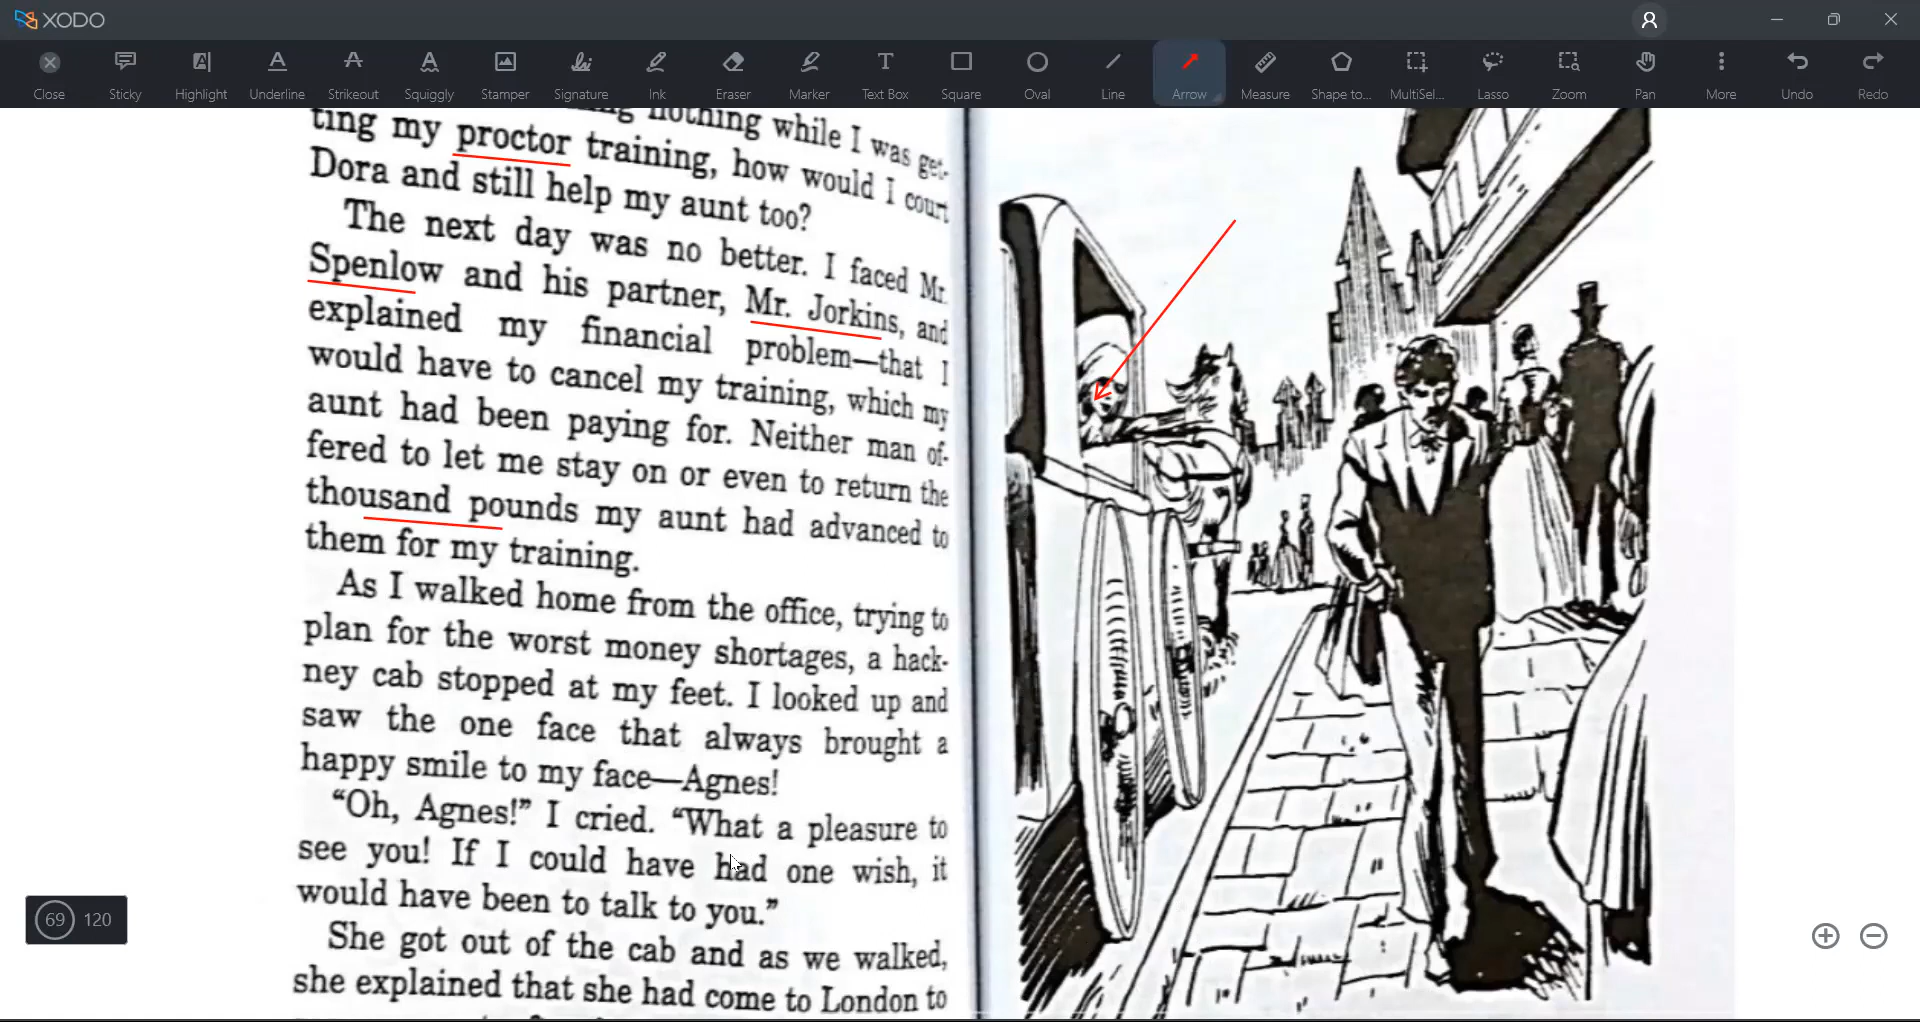 XODO
Close
Sticky
Highlight
Underline
Strikeout
Squiggly
Stamper
Signature
Ink
Eraser
Marker
Text Box
Square
Oval
Line
Arrow
Measure
Shape to...
MultiSel...
Lasso
Zoom
Pan
More
Undo
Redo
nothing while I was get-
ting my proctor training, how would I court
Dora and still help my aunt too?
The next day was no better. I faced Mr.
Spenlow and his partner, Mr. Jorkins, and
explained my financial problem—that I
would have to cancel my training, which my
aunt had been paying for. Neither man of-
fered to let me stay on or even to return the
thousand pounds my aunt had advanced to
them for my training.
As I walked home from the office, trying to
plan for the worst money shortages, a hack-
ney cab stopped at my feet. I looked up and
saw the one face that always brought a
happy smile to my face—Agnes!
“Oh, Agnes!” I cried. “What a pleasure to
see you! If I could have had one wish, it
would have been to talk to you.”
She got out of the cab and as we walked,
she explained that she had come to London to
69 120